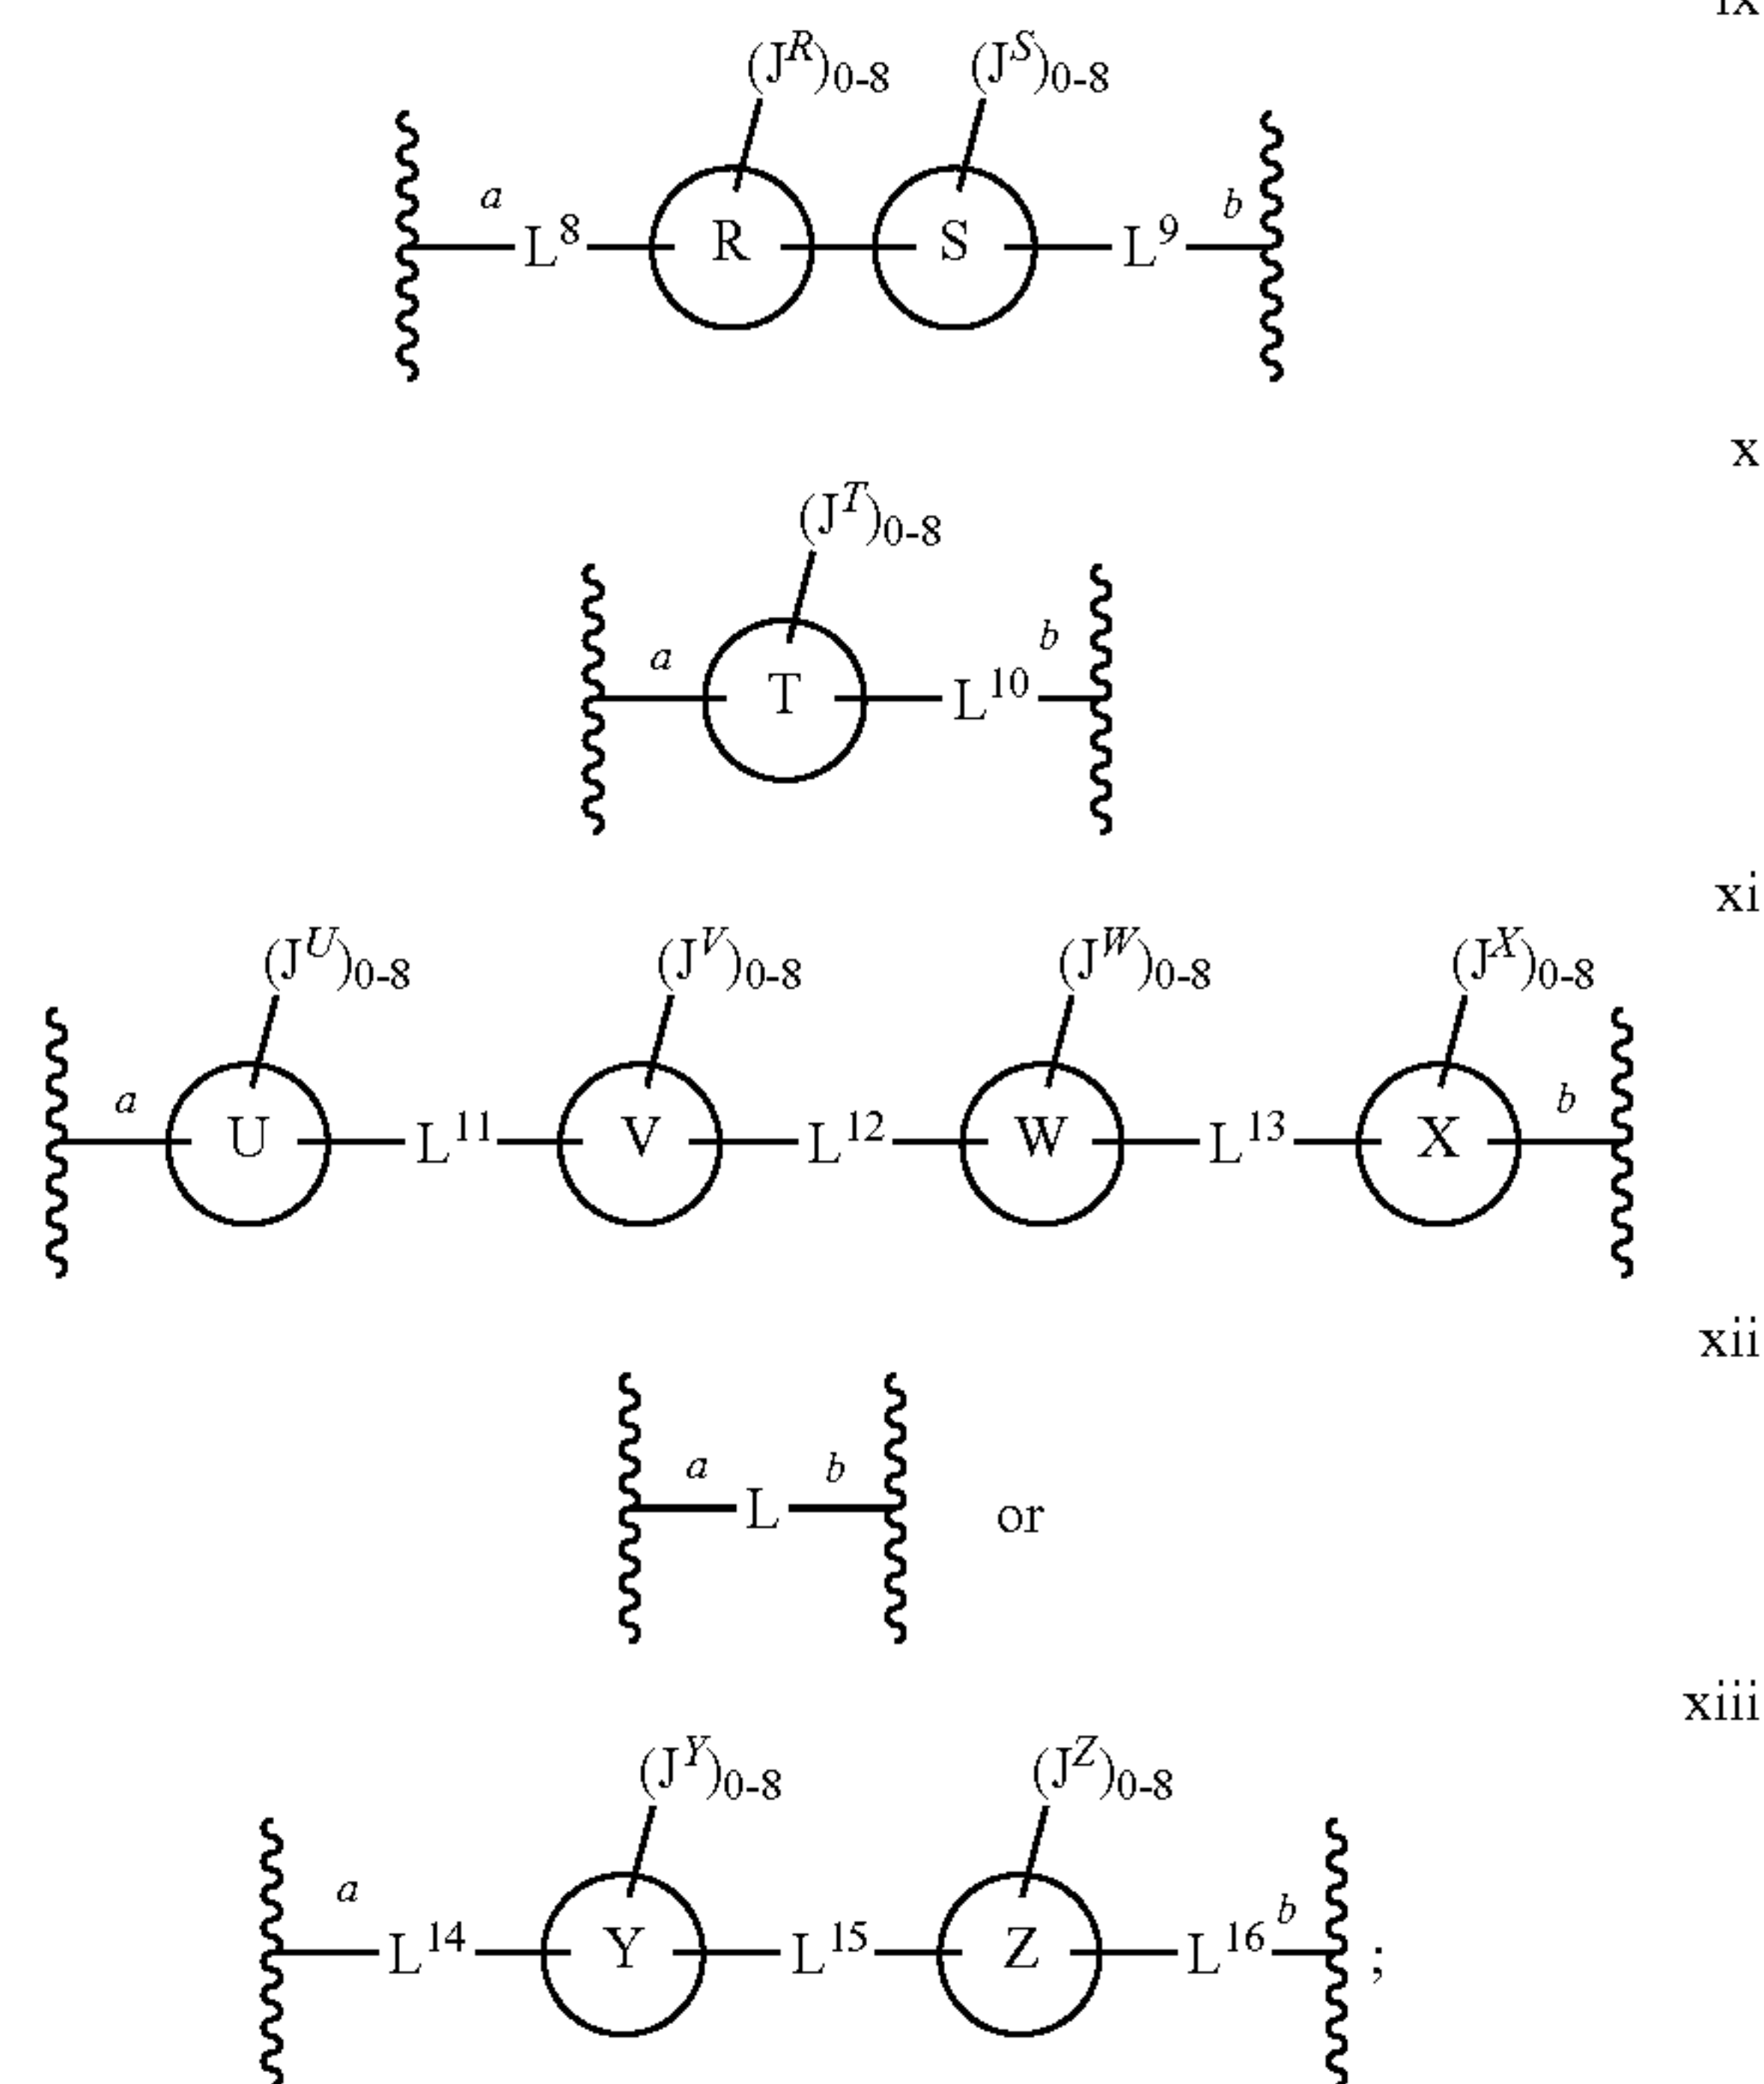 ix
(J^R)0-8 (J^S)0-8
a L^8 R S L^9 b
x
(J^T)0-8
a T L^10 b
xi
(J^U)0-8 (J^V)0-8 (J^W)0-8 (J^X)0-8
a U L^11 V L^12 W L^13 X b
xii
a L b or
xiii
(J^Y)0-8 (J^Z)0-8
a L^14 Y L^15 Z L^16 b ;